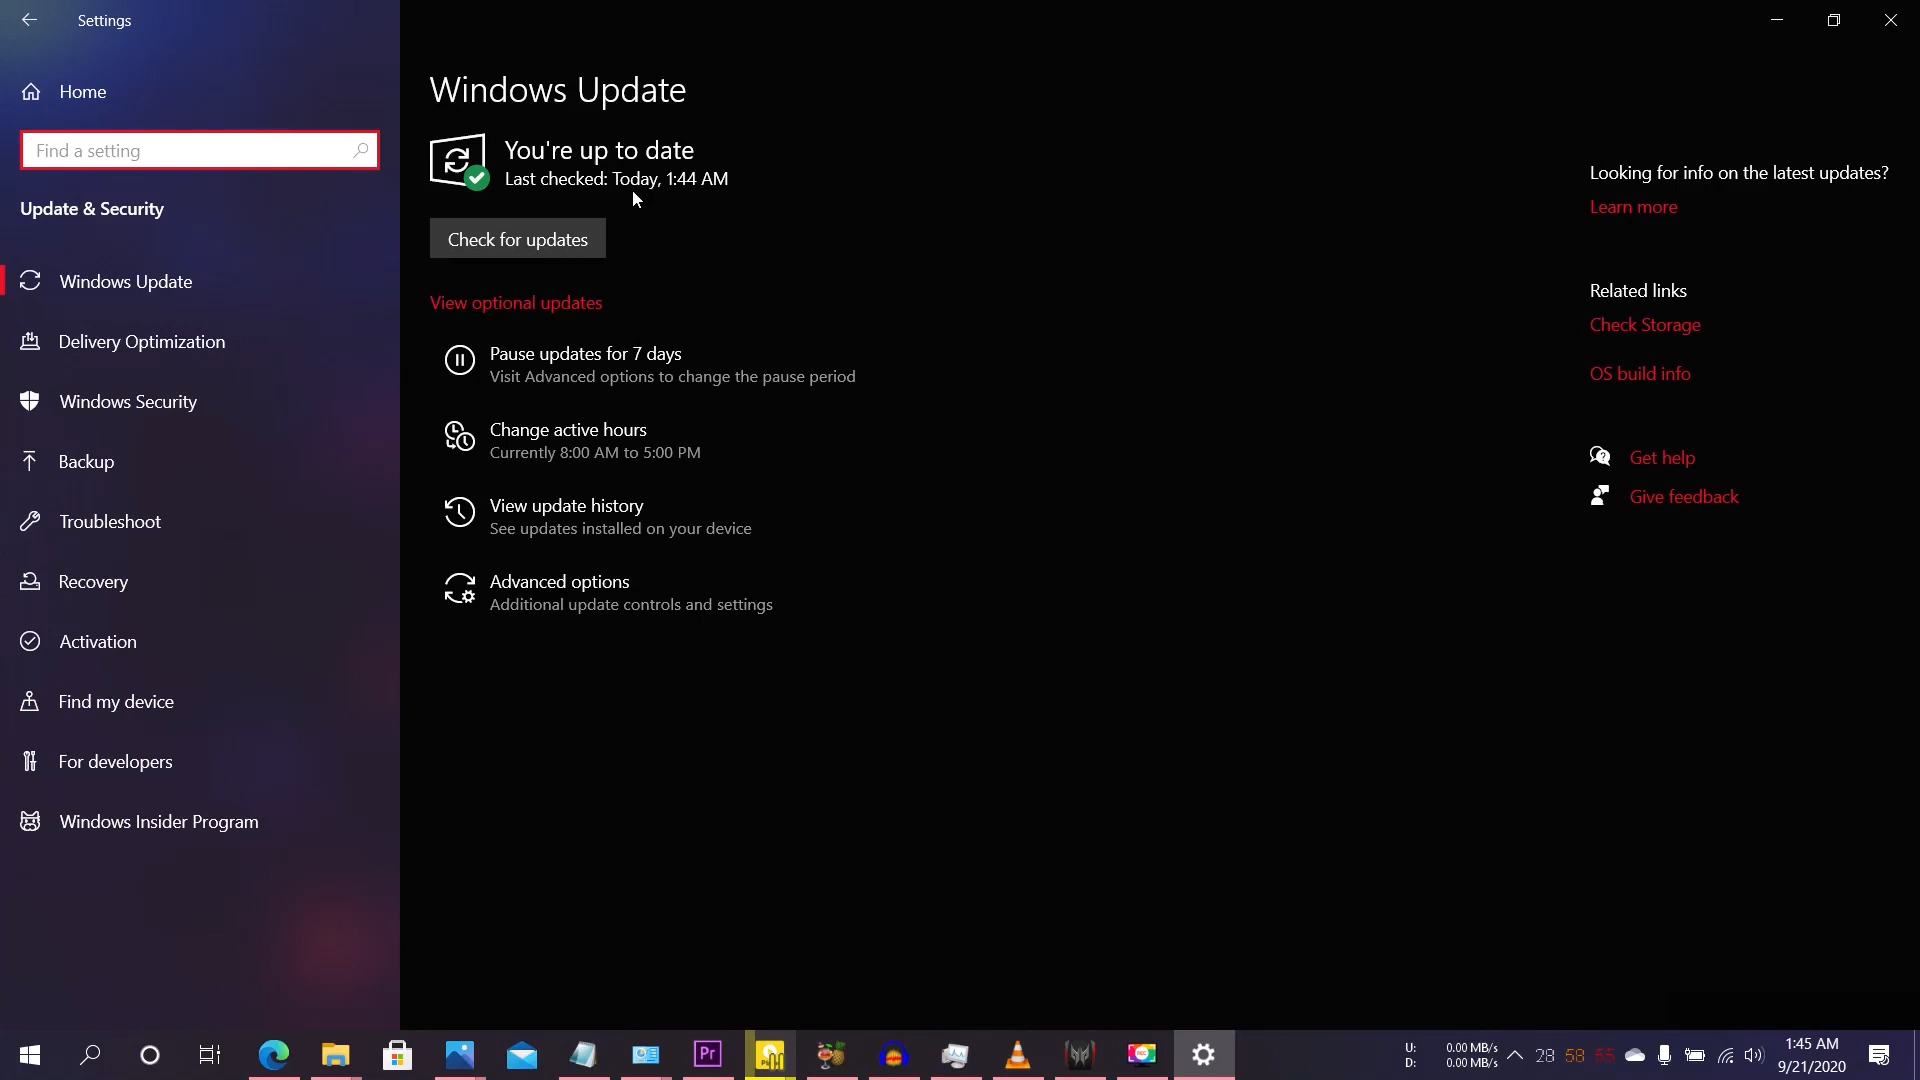 Settings
Home
Find a setting
Update & Security
Windows Update
Delivery Optimization
Windows Security
Backup
Troubleshoot
Recovery
Activation
Find my device
For developers
Windows Insider Program
Windows Update
You're up to date
Last checked: Today, 1:44 AM
Check for updates
View optional updates
Pause updates for 7 days
Visit Advanced options to change the pause period
Change active hours
Currently 8:00 AM to 5:00 PM
View update history
See updates installed on your device
Advanced options
Additional update controls and settings
Looking for info on the latest updates?
Learn more
Related links
Check Storage
OS build info
Get help
Give feedback
Pr
U: 0.00 MB/s
D: 0.00 MB/s
28 58 55
1:45 AM
9/21/2020